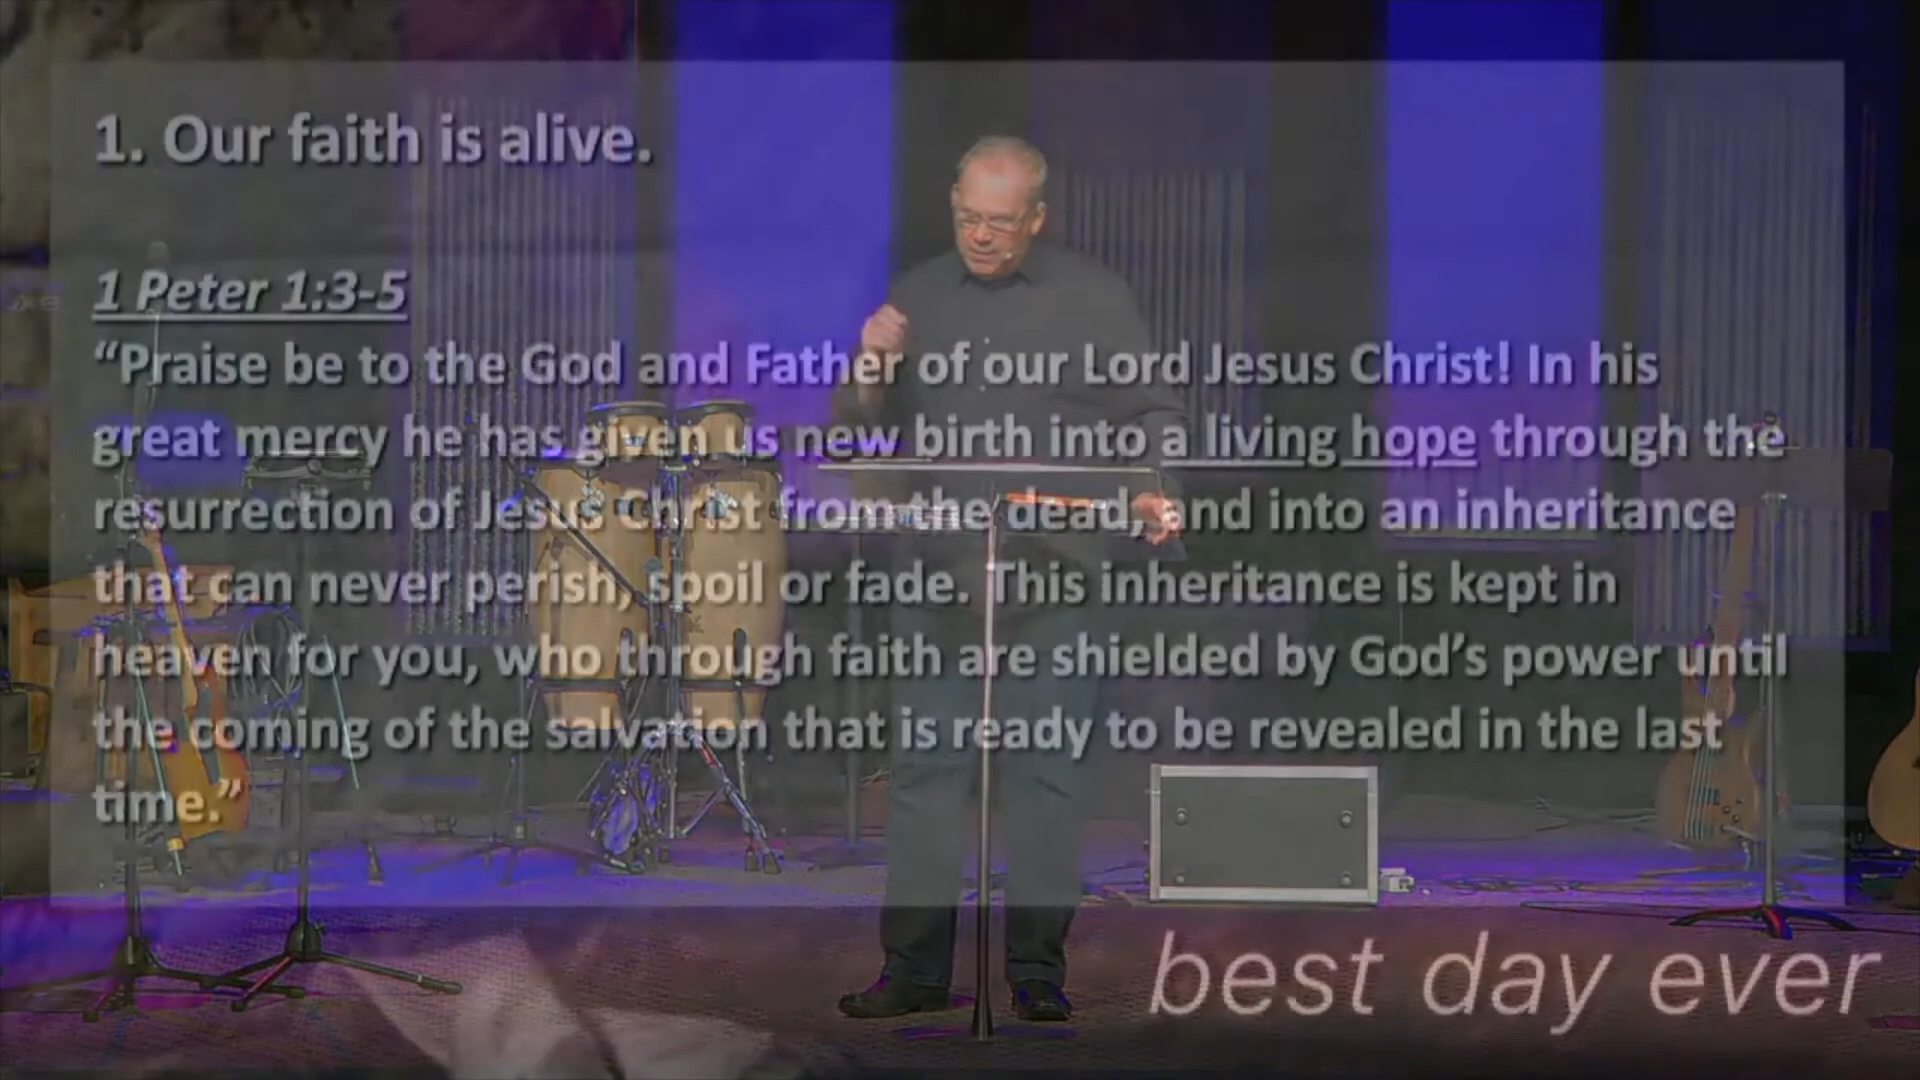 1. Our faith is alive.
1 Peter 1:3-5
“Praise be to the God and Father of our Lord Jesus Christ! In his
great mercy he has given us new birth into a living hope through the
resurrection of Jesus Christ from the dead, and into an inheritance
that can never perish, spoil or fade. This inheritance is kept in
heaven for you, who through faith are shielded by God’s power until
the coming of the salvation that is ready to be revealed in the last
time.”
best day ever